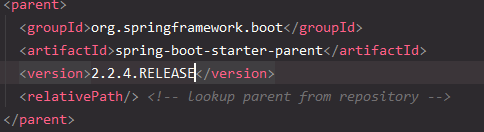 <parent>
<groupId>org.springframework.boot</groupId>
<artifactId>spring-boot-starter-parent</artifactId>
<version>2.2.4.RELEASE</version>
<relativePath/> <!-- lookup parent from repository -->
</parent>